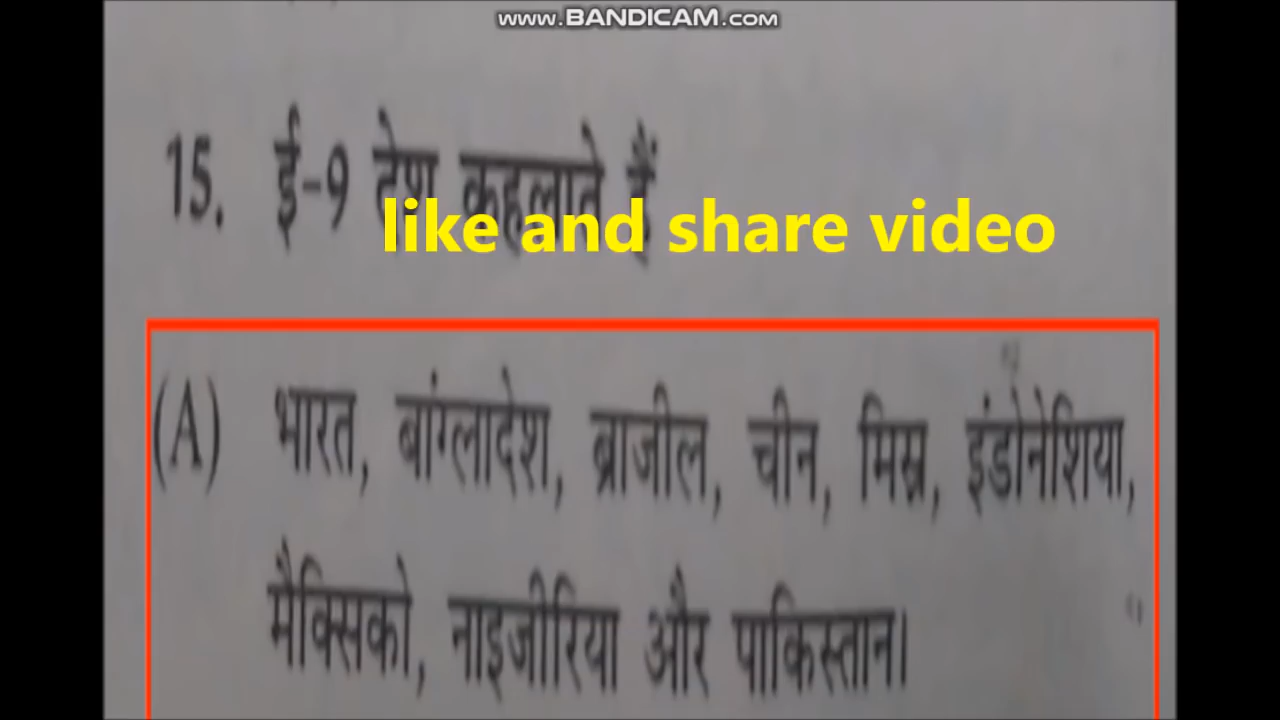 WWW.BANDICAM.COM
15. ई-9 देश कहलाते हैं
like and share video
(A) भारत, बांग्लादेश, ब्राजील, चीन, मिस्र, इंडोनेशिया,
मैक्सिको, नाइजीरिया और पाकिस्तान।